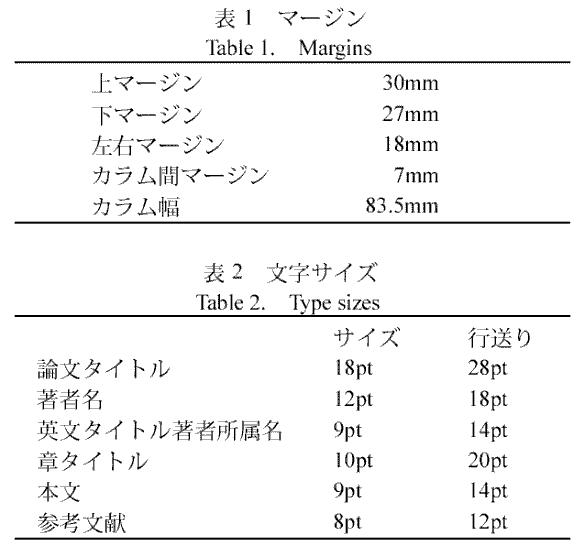 表1 マージン
Table 1. Margins
上マージン 30mm
下マージン 27mm
左右マージン 18mm
カラム間マージン 7mm
カラム幅 83.5mm
表2 文字サイズ
Table 2. Type sizes
サイズ 行送り
論文タイトル 18pt 28pt
著者名 12pt 18pt
英文タイトル著者所属名 9pt 14pt
章タイトル 10pt 20pt
本文 9pt 14pt
参考文献 8pt 12pt